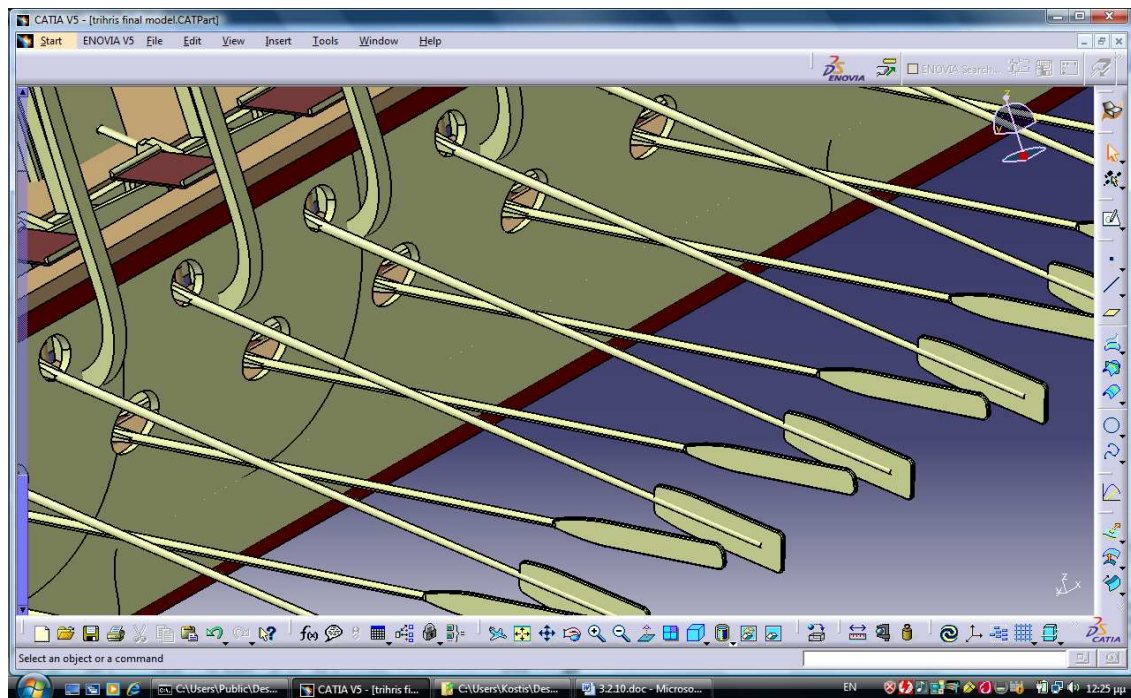 CATIA V5 - [trihris final model.CATPart]
Start ENOVIA V5 File Edit View Insert Tools Window Help
DS ENOVIA ENOVIA Search...
z
z
x
f(x)
DS CATIA
Select an object or a command
C:\Users\Public\Des... CATIA V5 - [trihris fi... C:\Users\Kostis\Des... 3.2.10.doc - Microso... EN 12:25 μμ